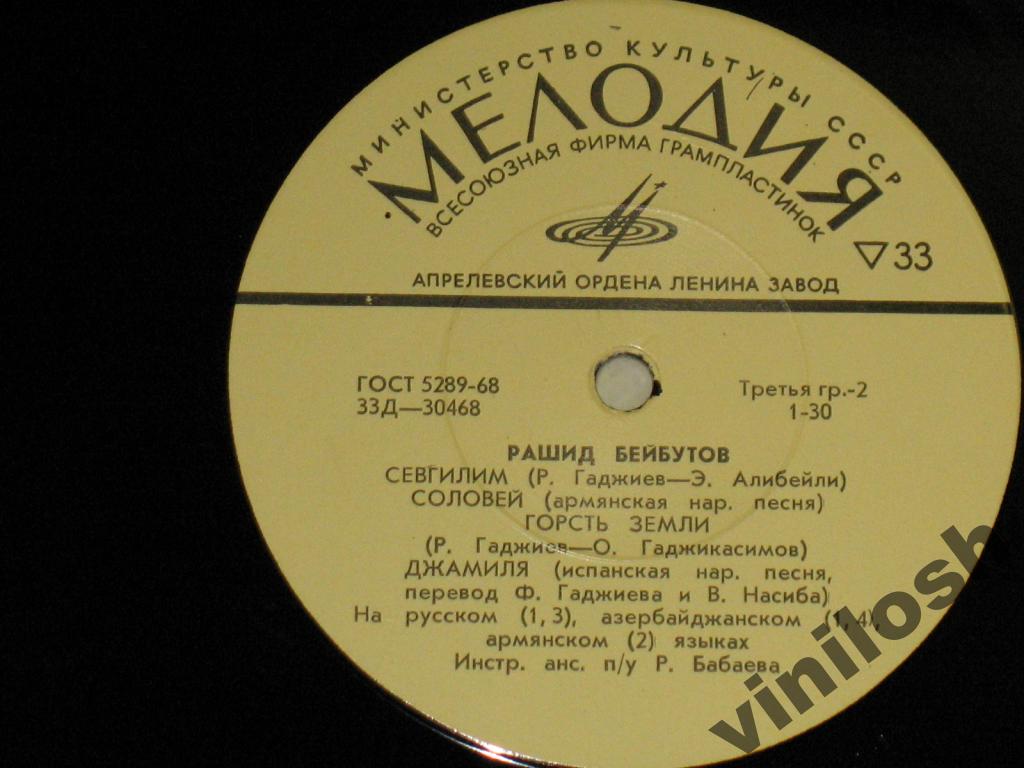 МИНИСТЕРСТВО КУЛЬТУРЫ СССР
МЕЛОДИЯ
ВСЕСОЮЗНАЯ ФИРМА ГРАМПЛАСТИНОК
▽33
АПРЕЛЕВСКИЙ ОРДЕНА ЛЕНИНА ЗАВОД
ГОСТ 5289-68
Третья гр.-2
33Д—30468
1-30
РАШИД БЕЙБУТОВ
СЕВГИЛИМ (Р. Гаджиев—Э. Алибейли)
СОЛОВЕЙ (армянская нар. песня)
ГОРСТЬ ЗЕМЛИ
(Р. Гаджиев—О. Гаджикасимов)
ДЖАМИЛЯ (испанская нар. песня,
перевод Ф. Гаджиева и В. Насиба)
На русском (1,3), азербайджанском (1,4),
армянском (2) языках
Инстр. анс. п/у Р. Бабаева
vinilosh